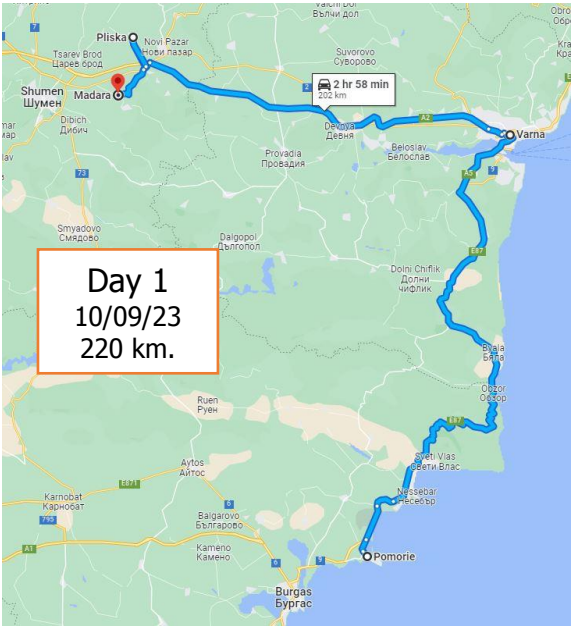 Valchi Dol
Вълчи дол
Pliska
Novi Pazar
Нови пазар
Tsarev Brod
Царев брод
Suvorovo
Суворово
7
2
Shumen
Шумен
Madara
2 hr 58 min
202 km
Dibich
Дибич
Devnya
Девня
A2
Varna
Provadia
Провадия
Beloslav
Белослав
9
A5
73
Smyadovo
Смядово
Dalgopol
Дългопол
E87
Dolni Chiflik
Долни
чифлик
Day 1
10/09/23
220 km.
Byala
Бяла
Obzor
Обзор
Ruen
Руен
E87
Sveti Vlas
Свети Влас
Aytos
Айтос
E871
Karnobat
Карнобат
Nessebar
Несебър
6
795
Balgarovo
Българово
A1
Kameno
Камено
6
9
Pomorie
Burgas
Бургас